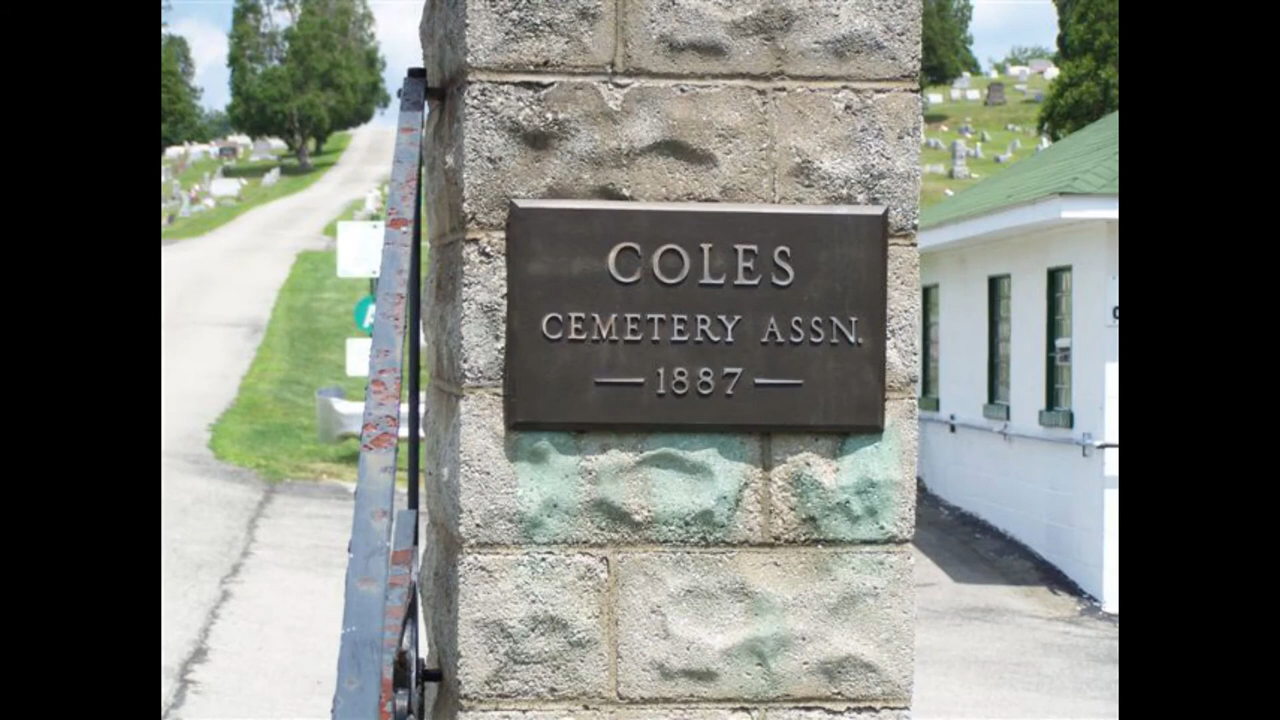 COLES
CEMETERY ASSN.
— 1887 —